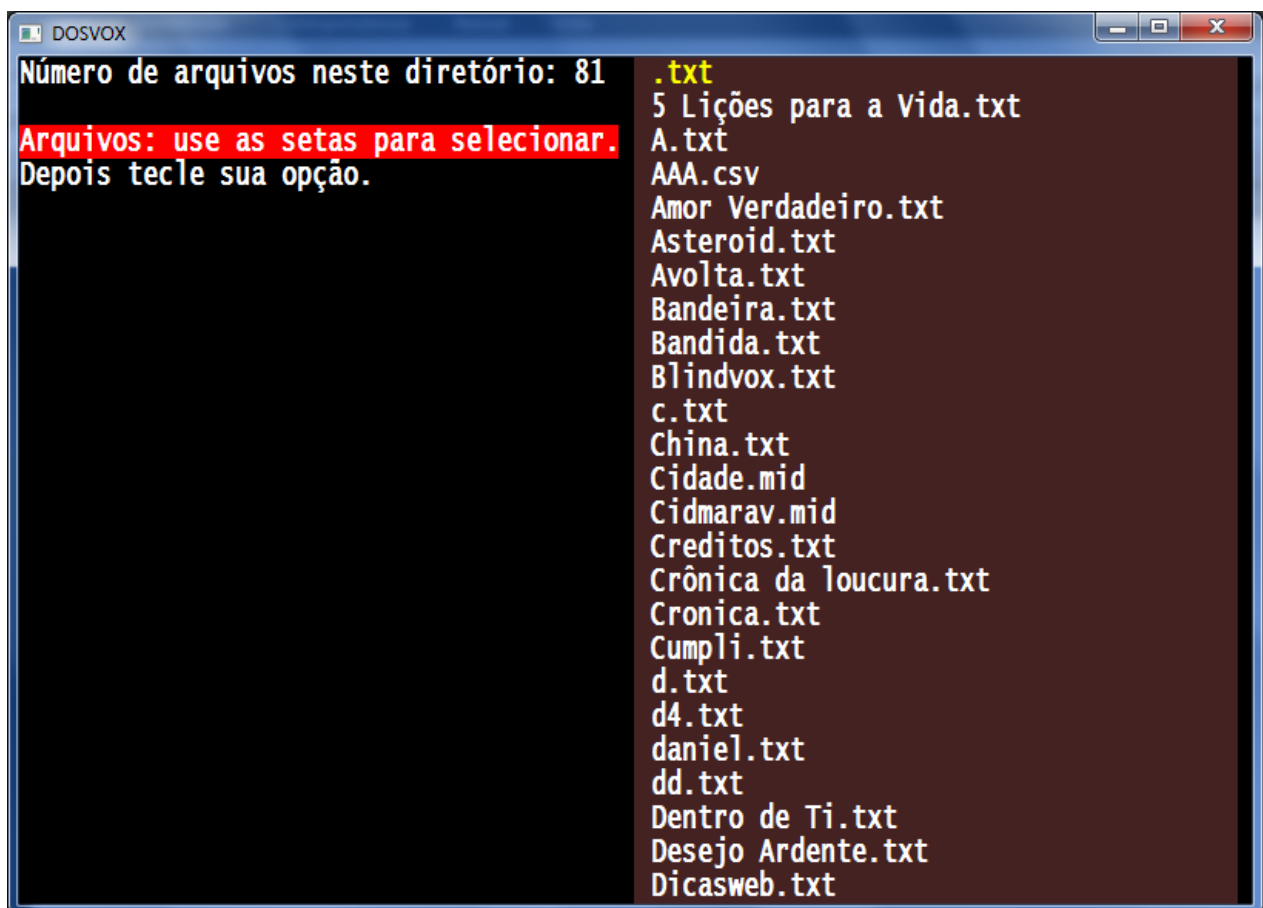 DOSVOX
Número de arquivos neste diretório: 81
Arquivos: use as setas para selecionar.
Depois tecle sua opção.
.txt
5 Lições para a Vida.txt
A.txt
AAA.csv
Amor Verdadeiro.txt
Asteroid.txt
Avolta.txt
Bandeira.txt
Bandida.txt
Blindvox.txt
c.txt
China.txt
Cidade.mid
Cidmarav.mid
Creditos.txt
Crônica da loucura.txt
Cronica.txt
Cumpli.txt
d.txt
d4.txt
daniel.txt
dd.txt
Dentro de Ti.txt
Desejo Ardente.txt
Dicasweb.txt